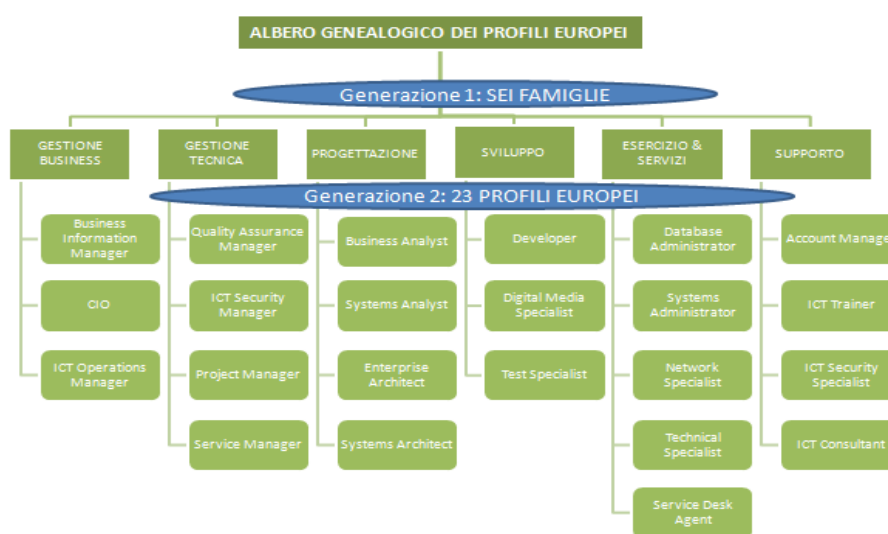 ALBERO GENEALOGICO DEI PROFILI EUROPEI
Generazione 1: SEI FAMIGLIE
GESTIONE
BUSINESS
GESTIONE
TECNICA
PROGETTAZIONE
SVILUPPO
ESERCIZIO &
SERVIZI
SUPPORTO
Generazione 2: 23 PROFILI EUROPEI
Business
Information
Manager
CIO
ICT Operations
Manager
Quality Assurance
Manager
ICT Security
Manager
Project Manager
Service Manager
Business Analyst
Systems Analyst
Enterprise
Architect
Systems Architect
Developer
Digital Media
Specialist
Test Specialist
Database
Administrator
Systems
Administrator
Network
Specialist
Technical
Specialist
Service Desk
Agent
Account Manage
ICT Trainer
ICT Security
Specialist
ICT Consultant